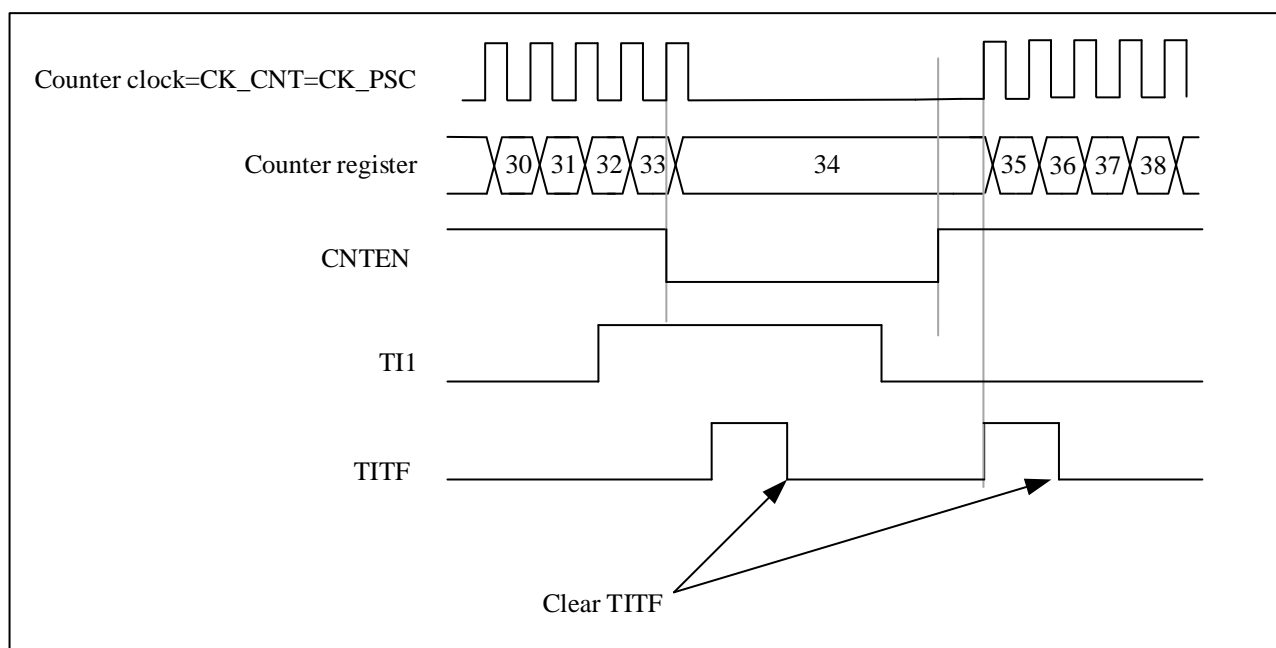 Counter clock=CK_CNT=CK_PSC
Counter register
30 31 32 33 34 35 36 37 38
CNTEN
TI1
TITF
Clear TITF